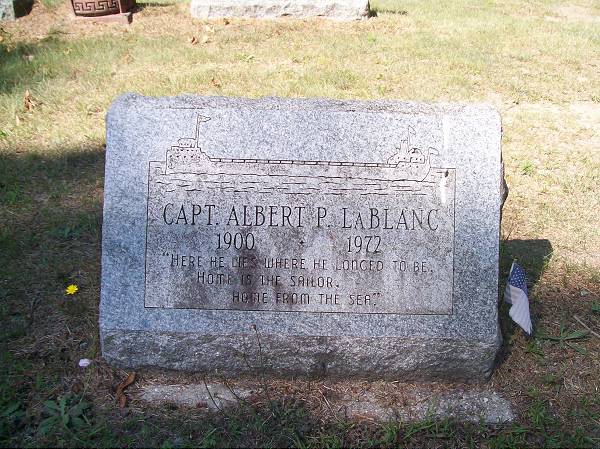 CAPT. ALBERT P. LABLANC
1900 • 1972
"HERE HE LIES WHERE HE LONGED TO BE.
HOME IS THE SAILOR,
HOME FROM THE SEA"